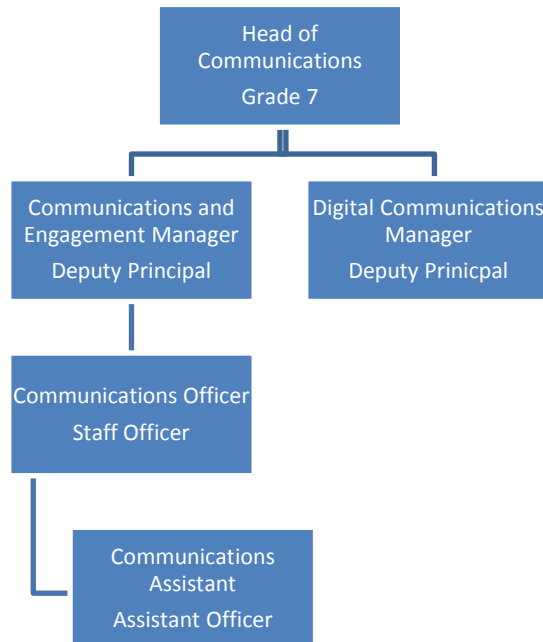 Head of
Communications
Grade 7
Communications and
Engagement Manager
Deputy Principal
Digital Communications
Manager
Deputy Prinicpal
Communications Officer
Staff Officer
Communications
Assistant
Assistant Officer